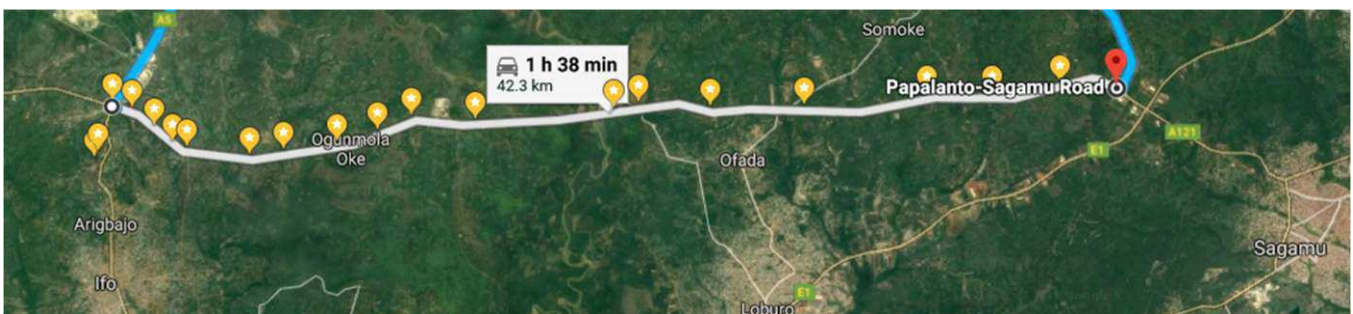 A5
Somoke
1 h 38 min
42.3 km
Papalanto-Sagamu Road
Ogunmola
Oke
Ofada
E1
A121
Arigbajo
Sagamu
Ifo
E1
Loburo